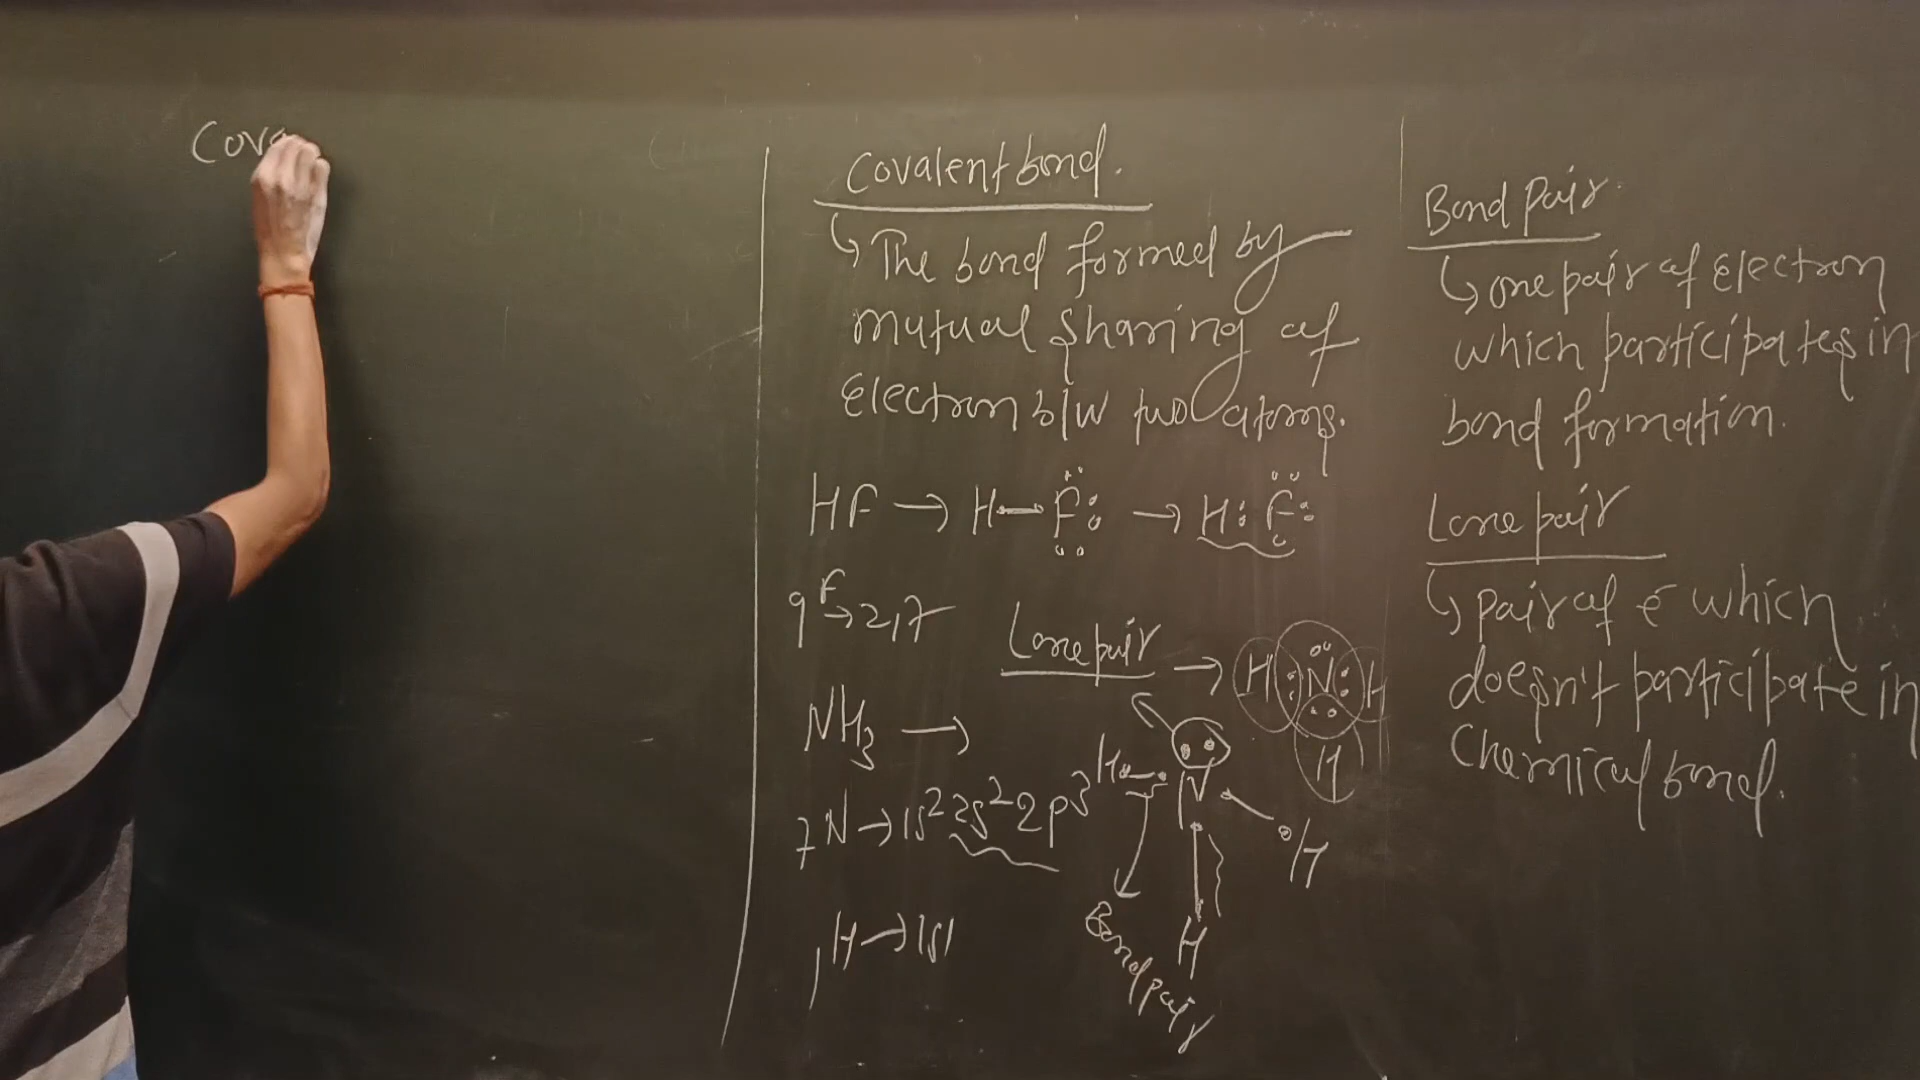 Cova
Covalent bond.
↳ The bond formed by
mutual sharing of
Electron b/w two atoms.
HF → H—F → H:F:
9F → 2,7
Lone pair → H:N:H
H
NH3 →
H N
H
7N → 1s² 2s² 2p³
1H → 1s1
H
Bond pair
Bond Pair.
↳ one pair of Electron
which participates in
bond formation.
Lone pair
↳ pair of e which
doesn't participate in
Chemical bond.